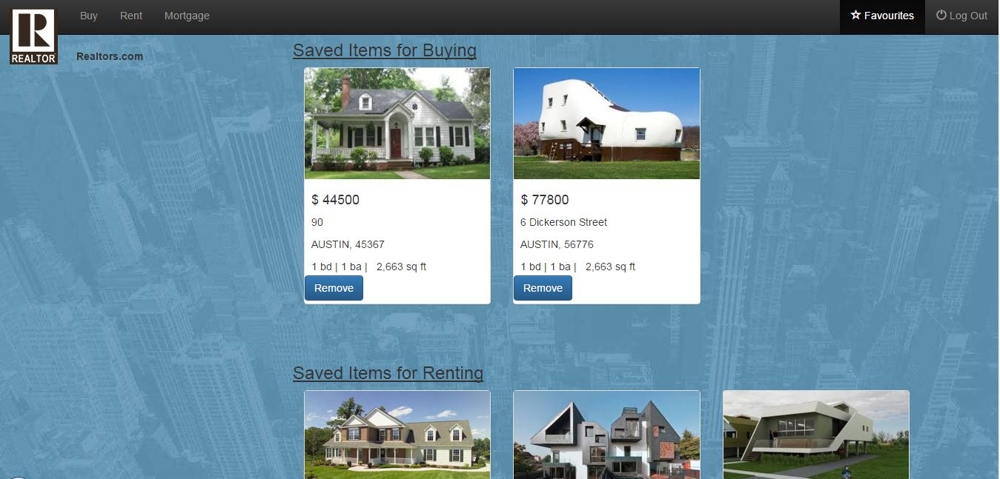 Buy Rent Mortgage Favourites Log Out
R
REALTOR
Realtors.com
Saved Items for Buying
$ 44500
90
AUSTIN, 45367
1 bd | 1 ba | 2,663 sq ft
Remove
$ 77800
6 Dickerson Street
AUSTIN, 56776
1 bd | 1 ba | 2,663 sq ft
Remove
Saved Items for Renting